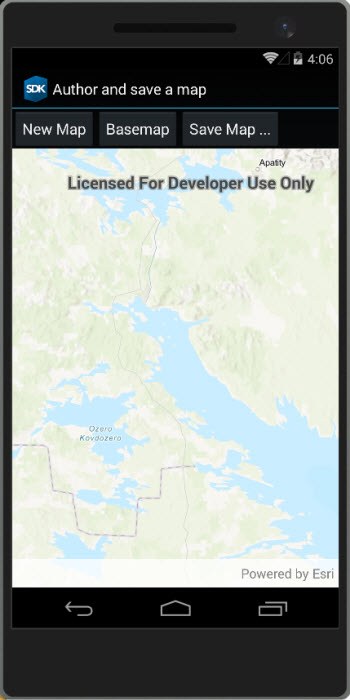 4:06
SDK Author and save a map
New Map Basemap Save Map ...
Apatity
Licensed For Developer Use Only
Ozero
Kovdozero
Powered by Esri